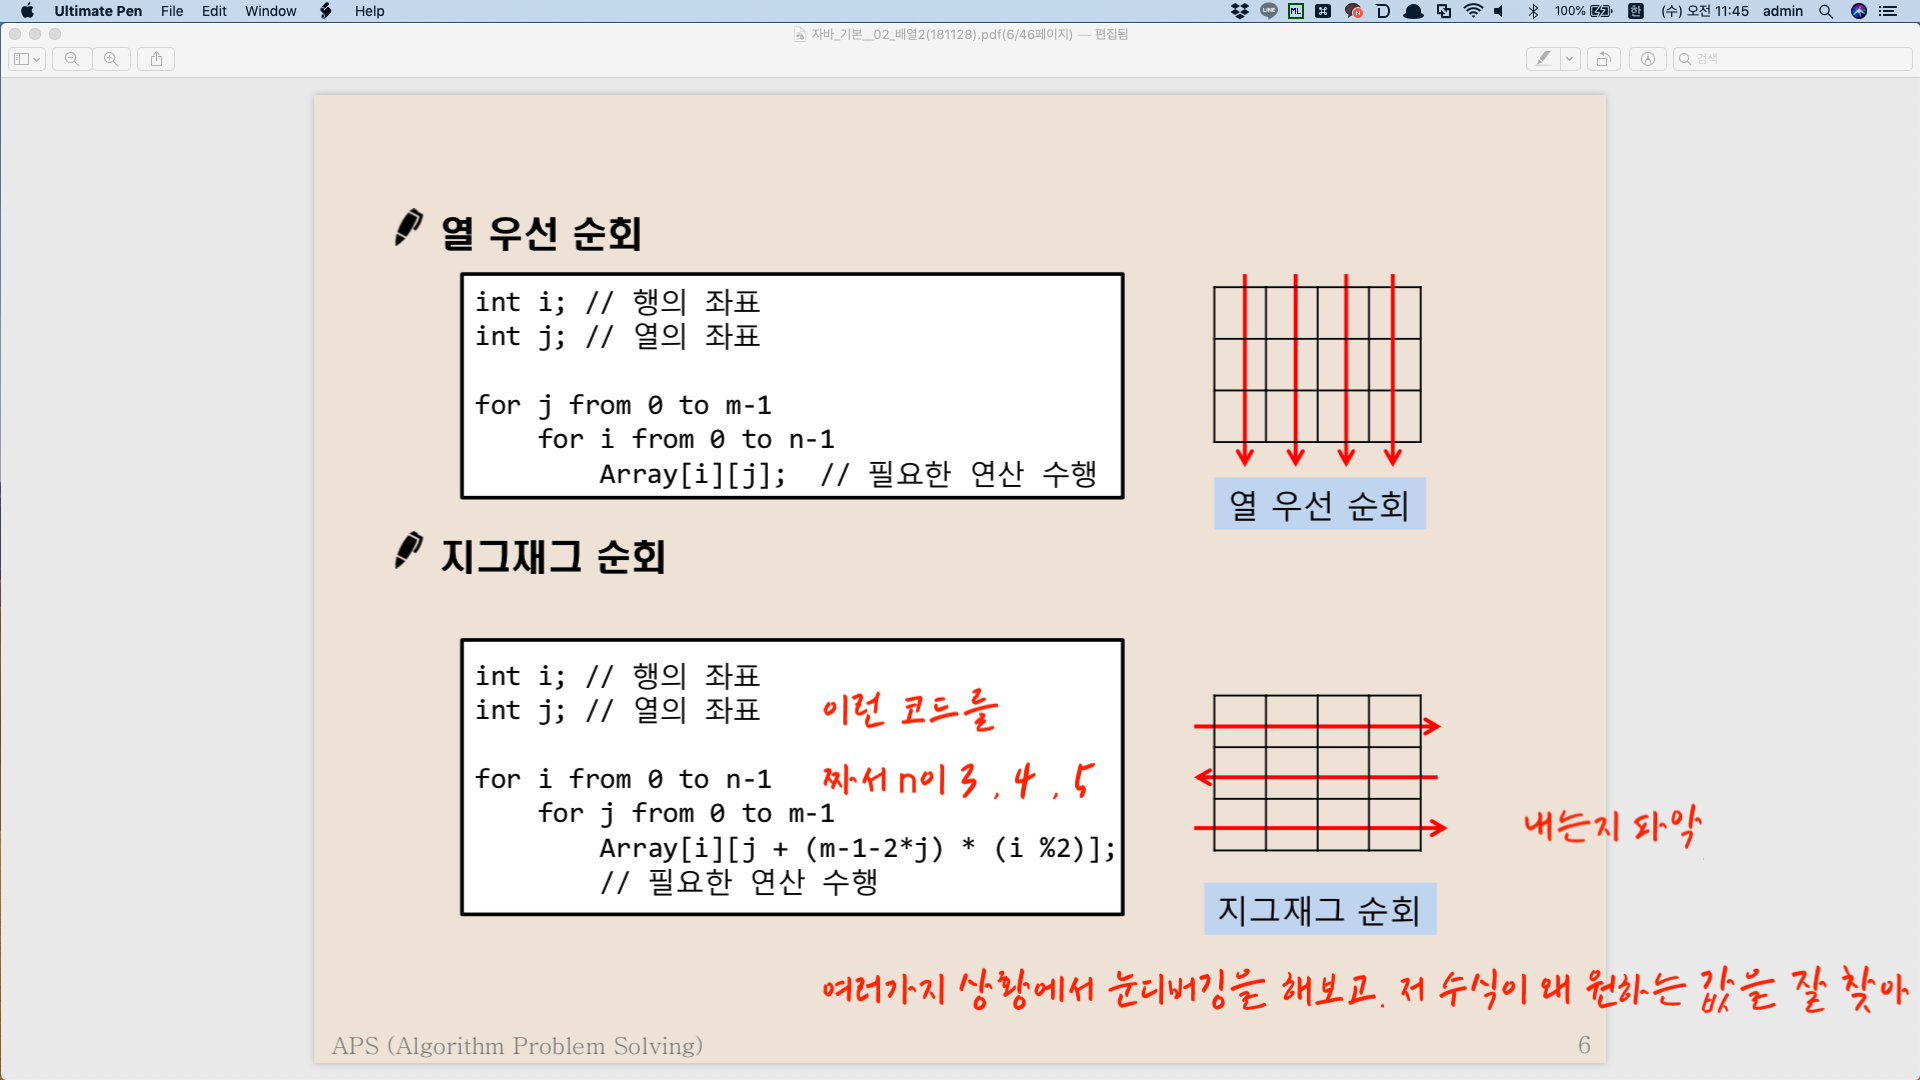 Ultimate Pen File Edit Window Help 100% (수) 오전 11:45 admin
자바_기본__02_배열2(181128).pdf(6/46페이지) — 편집됨
검색
열 우선 순회
int i; // 행의 좌표
int j; // 열의 좌표
for j from 0 to m-1
for i from 0 to n-1
Array[i][j]; // 필요한 연산 수행
열 우선 순회
지그재그 순회
int i; // 행의 좌표
int j; // 열의 좌표
이런 코드를
for i from 0 to n-1
짜서 n이 3, 4, 5
for j from 0 to m-1
Array[i][j + (m-1-2*j) * (i %2)];
// 필요한 연산 수행
지그재그 순회
여러가지 상황에서 눈디버깅을 해보고. 저 수식이 왜 원하는 값을 잘 찾아
내는지 파악
APS (Algorithm Problem Solving)
6